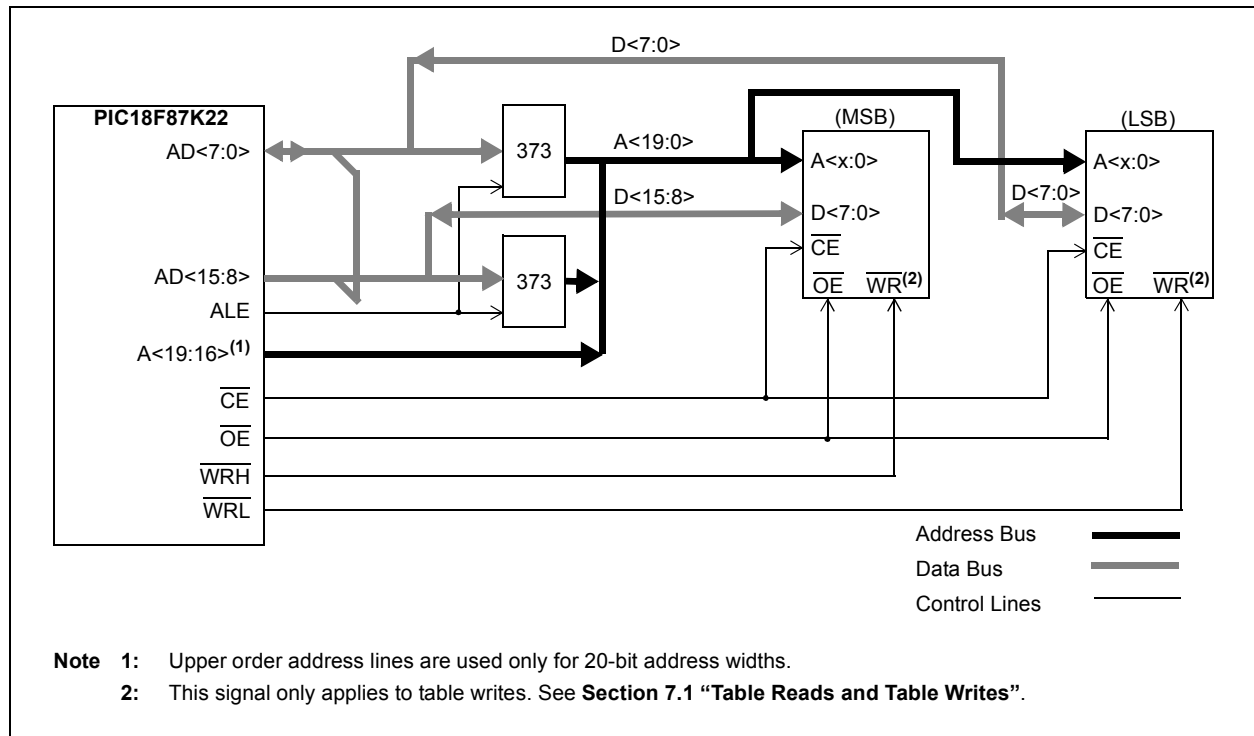 D<7:0>
PIC18F87K22
AD<7:0>
373
A<19:0>
(MSB)
A<x:0>
D<7:0>
CE
OE WR(2)
(LSB)
A<x:0>
D<7:0>
D<7:0>
CE
OE WR(2)
D<15:8>
AD<15:8>
373
ALE
A<19:16>(1)
CE
OE
WRH
WRL
Address Bus
Data Bus
Control Lines
Note 1: Upper order address lines are used only for 20-bit address widths.
2: This signal only applies to table writes. See Section 7.1 “Table Reads and Table Writes”.